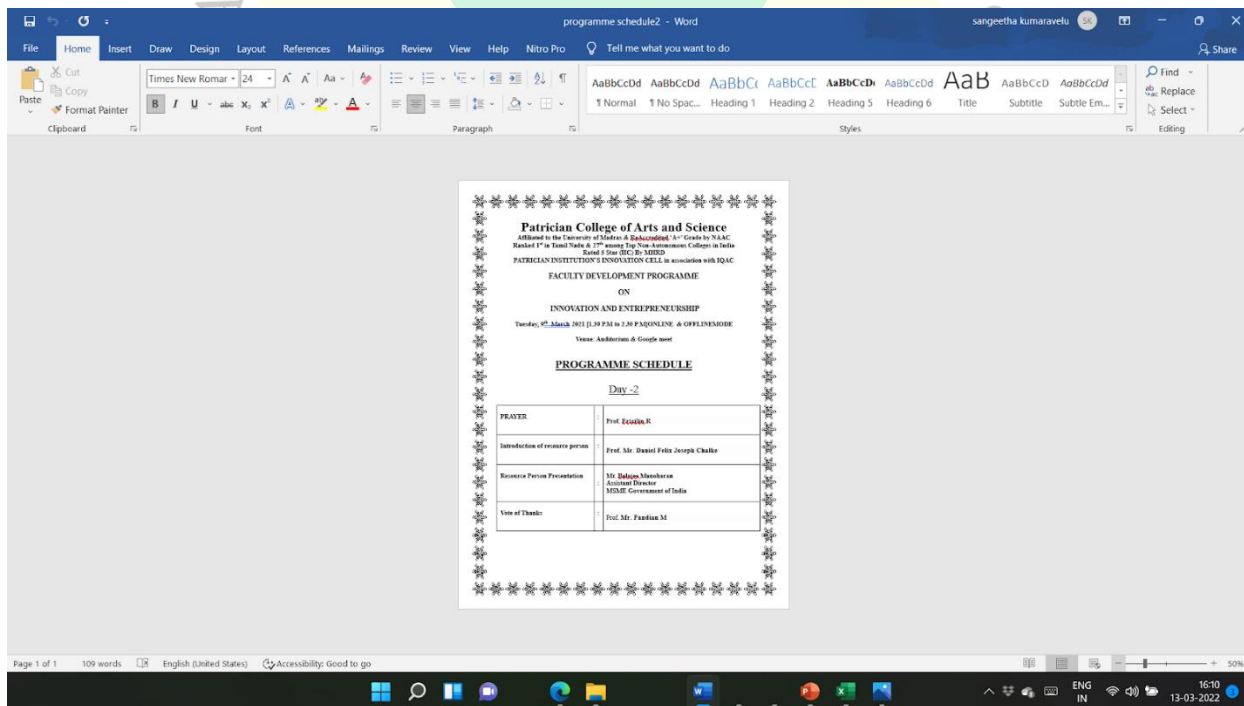 programme schedule2 - Word
sangeetha kumaravelu SK
File Home Insert Draw Design Layout References Mailings Review View Help Nitro Pro Tell me what you want to do Share
Paste Cut Copy Format Painter
Times New Romar 24
AaBbCcDd AaBbCcDd AaBbC( AaBbCcE AaBbCcD( AaBbCcDd AaB AaBbCcD AaBbCcDd
¶ Normal ¶ No Spac... Heading 1 Heading 2 Heading 5 Heading 6 Title Subtitle Subtle Em...
Find Replace Select
Clipboard Font Paragraph Styles Editing
Patrician College of Arts and Science
Affiliated to the University of Madras & ReAccredited 'A+' Grade by NAAC
Ranked 1st in Tamil Nadu & 27th among Top Non-Autonomous Colleges in India
Rated 5 Star (IIC) By MHRD
PATRICIAN INSTITUTION'S INNOVATION CELL in association with IQAC
FACULTY DEVELOPMENT PROGRAMME
ON
INNOVATION AND ENTREPRENEURSHIP
Tuesday, 9th March 2021 [1.30 P.M to 2.30 P.M]ONLINE & OFFLINEMODE
Venue: Auditorium & Google meet
PROGRAMME SCHEDULE
Day -2
PRAYER : Prof. R
Introduction of resource person : Prof. Mr. Daniel Felix Joseph Chalke
Resource Person Presentation : Mr. Manoharan
Assistant Director
MSME Government of India
Vote of Thanks : Prof. Mr. Pandian M
Page 1 of 1 109 words English (United States) Accessibility: Good to go 50%
ENG
IN
16:10
13-03-2022